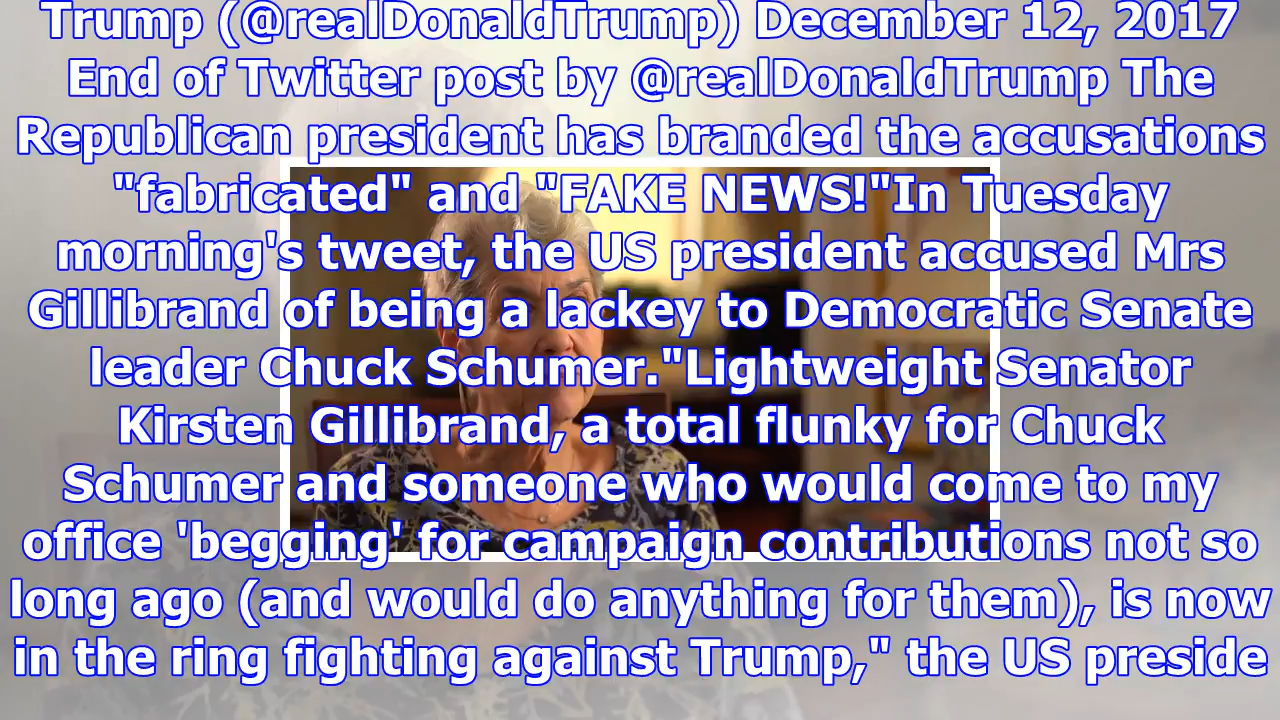 Trump (@realDonaldTrump) December 12, 2017
End of Twitter post by @realDonaldTrump The
Republican president has branded the accusations
"fabricated" and "FAKE NEWS!"In Tuesday
morning's tweet, the US president accused Mrs
Gillibrand of being a lackey to Democratic Senate
leader Chuck Schumer."Lightweight Senator
Kirsten Gillibrand, a total flunky for Chuck
Schumer and someone who would come to my
office 'begging' for campaign contributions not so
long ago (and would do anything for them), is now
in the ring fighting against Trump," the US preside